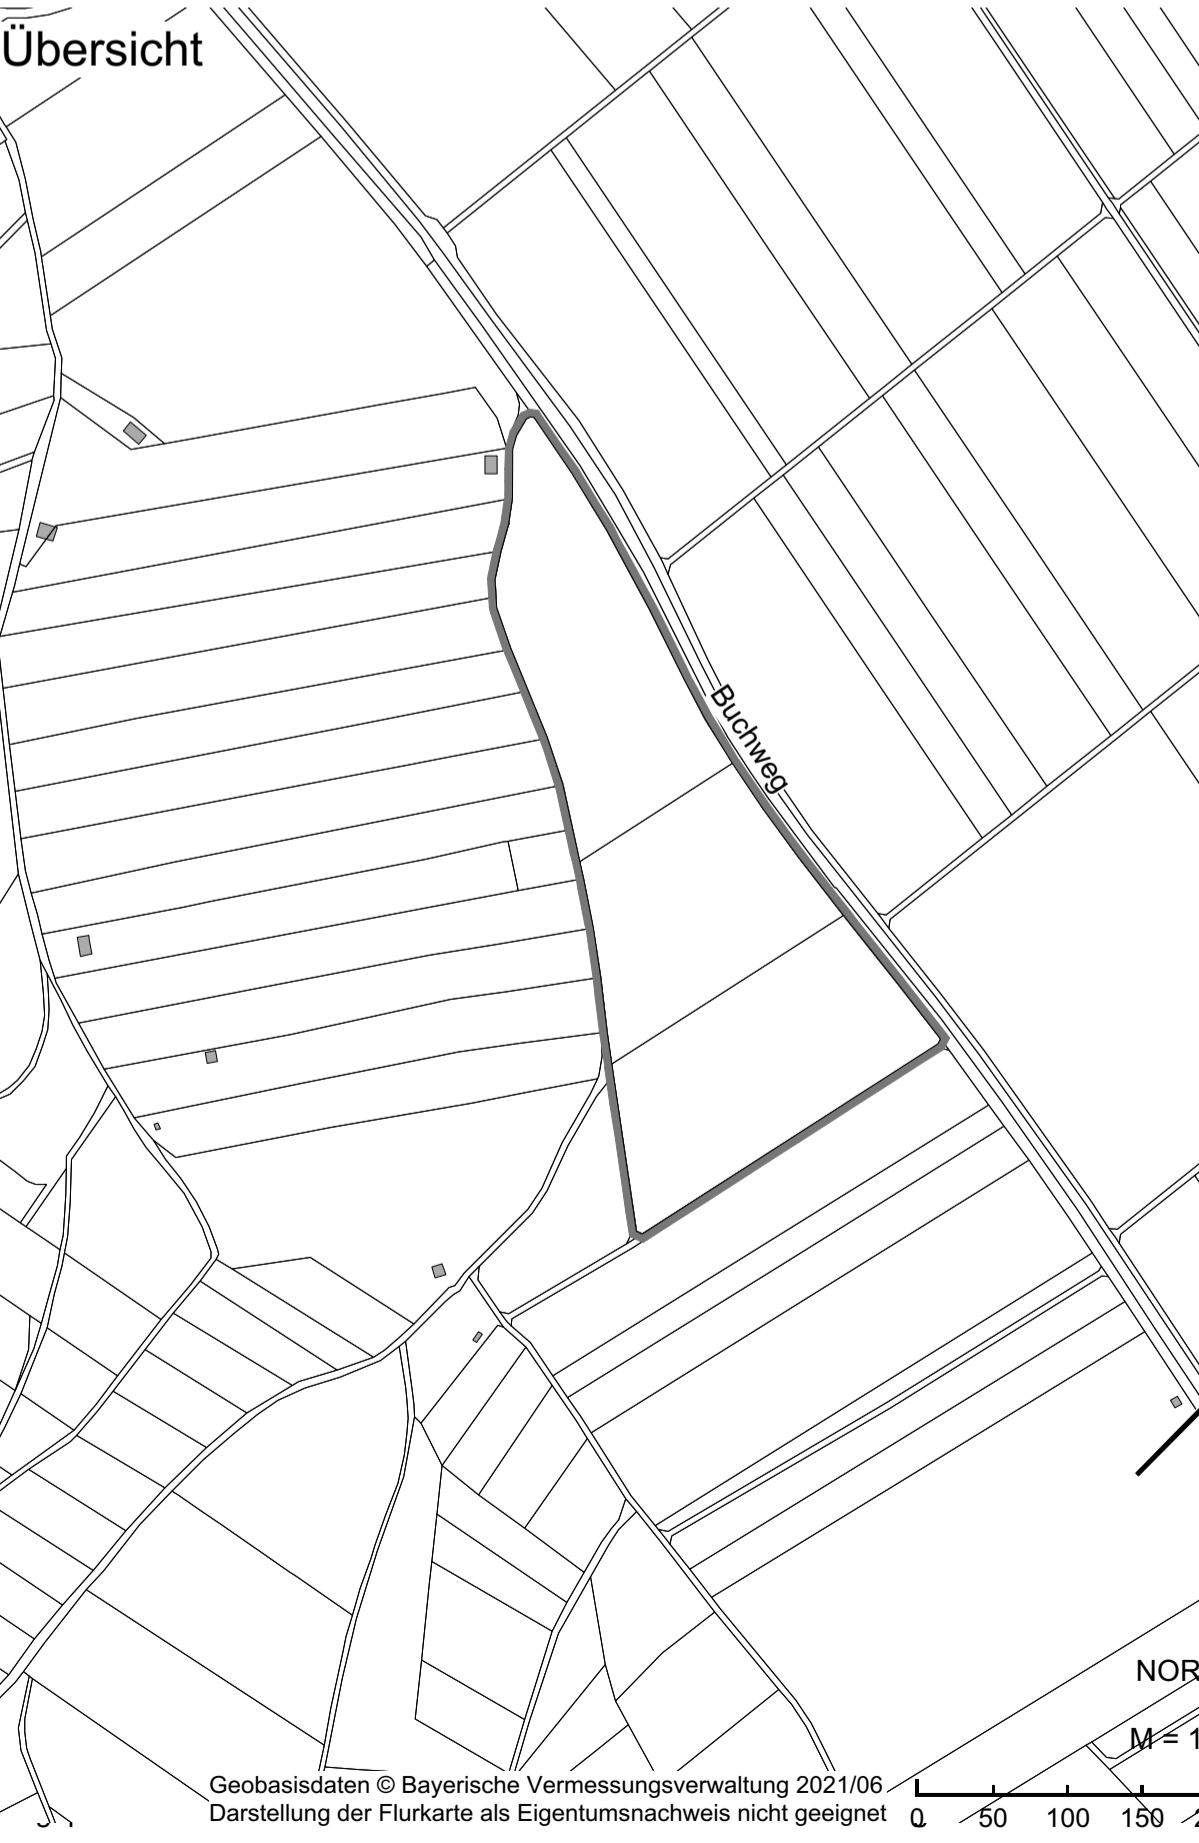 Übersicht
Buchweg
NOR
M = 1
Geobasisdaten © Bayerische Vermessungsverwaltung 2021/06
Darstellung der Flurkarte als Eigentumsnachweis nicht geeignet
0 50 100 150